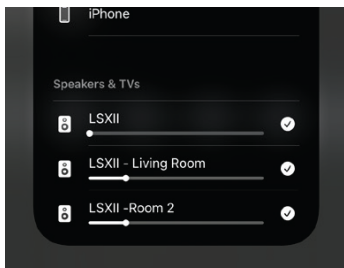 iPhone
Speakers & TVs
LSXII
LSXII - Living Room
LSXII -Room 2